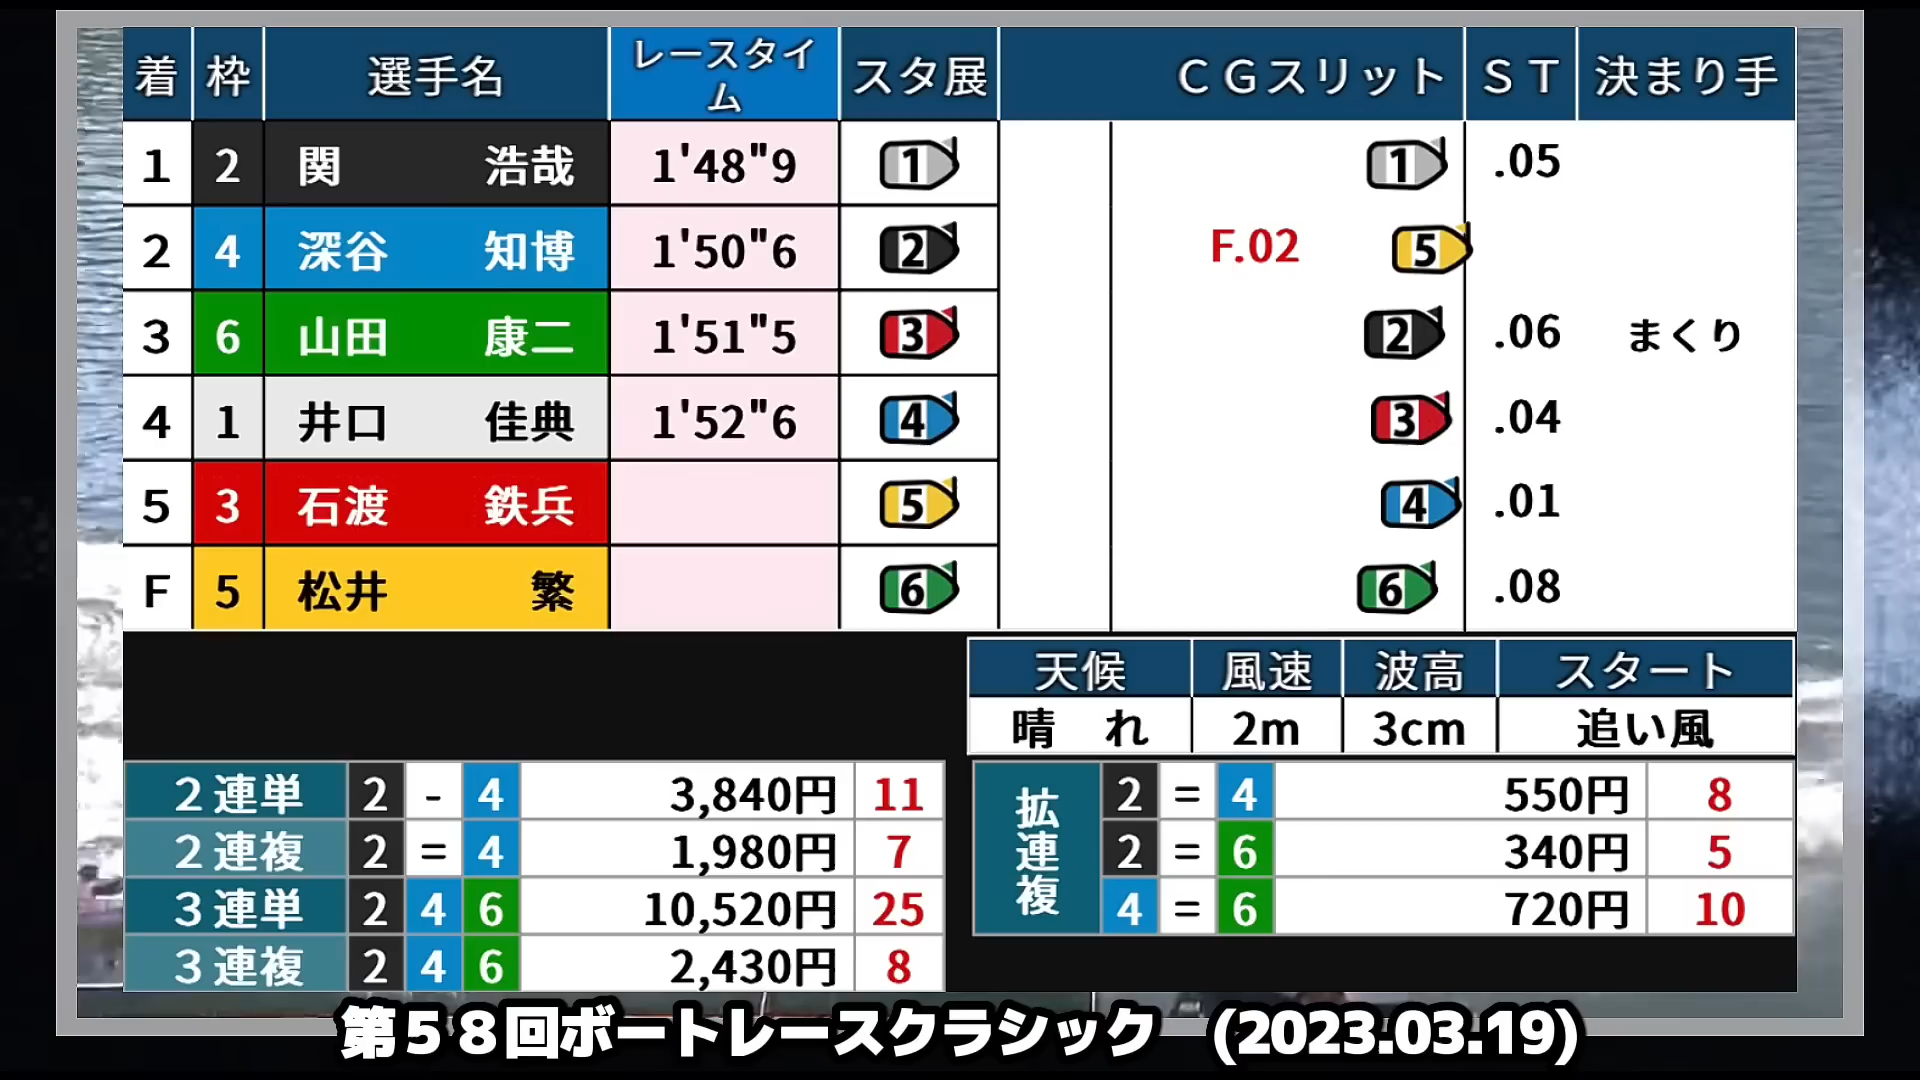 着 枠 選手名 レースタイム スタ展 CGスリット ST 決まり手
1 2 関 浩哉 1'48"9 1 1 .05
2 4 深谷 知博 1'50"6 2 F.02 5
3 6 山田 康二 1'51"5 3 2 .06 まくり
4 1 井口 佳典 1'52"6 4 3 .04
5 3 石渡 鉄兵 5 4 .01
F 5 松井 繁 6 6 .08
天候 風速 波高 スタート
晴れ 2m 3cm 追い風
2連単 2 - 4 3,840円 11
2連複 2 = 4 1,980円 7
3連単 2 4 6 10,520円 25
3連複 2 4 6 2,430円 8
拡連複 2 = 4 550円 8
2 = 6 340円 5
4 = 6 720円 10
第58回ボートレースクラシック (2023.03.19)